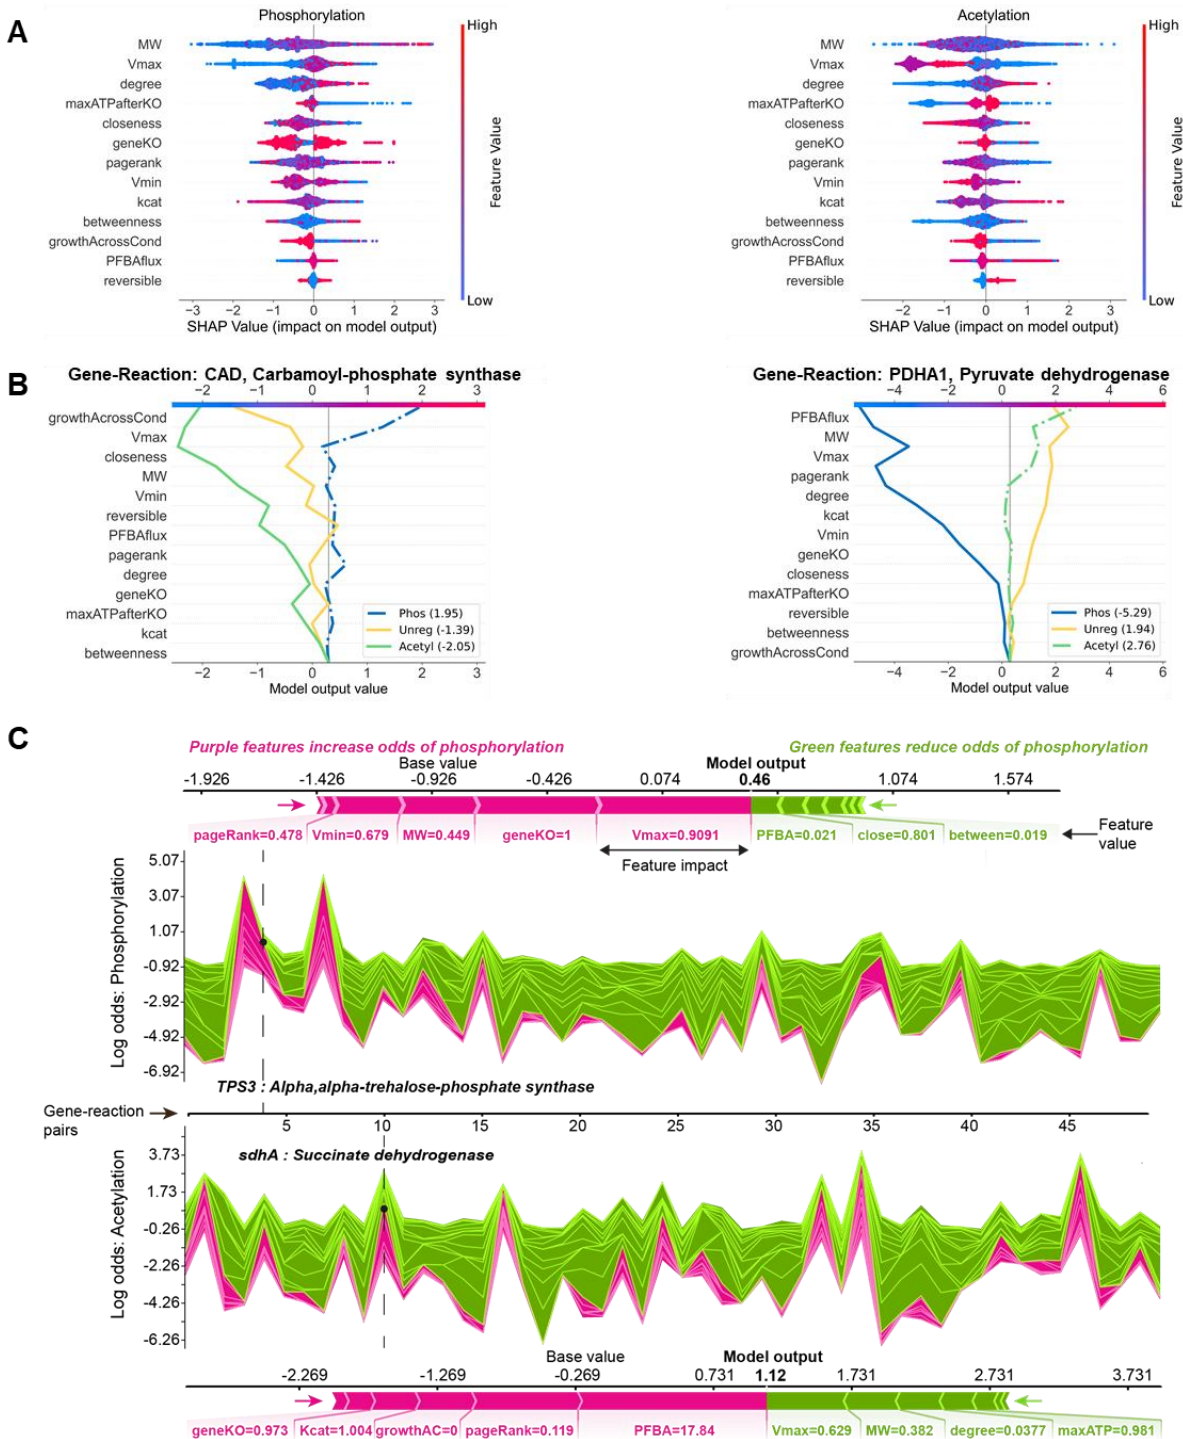 A
Phosphorylation
MW
Vmax
degree
maxATPafterKO
closeness
geneKO
pagerank
Vmin
kcat
betweenness
growthAcrossCond
PFBAflux
reversible
−3 −2 −1 0 1 2 3
SHAP Value (impact on model output)
High
Feature Value
Low
Acetylation
MW
Vmax
degree
maxATPafterKO
closeness
geneKO
pagerank
Vmin
kcat
betweenness
growthAcrossCond
PFBAflux
reversible
−2 −1 0 1 2 3
SHAP Value (impact on model output)
High
Feature Value
Low
B
Gene-Reaction: CAD, Carbamoyl-phosphate synthase
−2 −1 0 1 2 3
growthAcrossCond
Vmax
closeness
MW
Vmin
reversible
PFBAflux
pagerank
degree
geneKO
maxATPafterKO
kcat
betweenness
Phos (1.95)
Unreg (-1.39)
Acetyl (-2.05)
−2 −1 0 1 2 3
Model output value
Gene-Reaction: PDHA1, Pyruvate dehydrogenase
−4 −2 0 2 4 6
PFBAflux
MW
Vmax
pagerank
degree
kcat
Vmin
geneKO
closeness
maxATPafterKO
reversible
betweenness
growthAcrossCond
Phos (-5.29)
Unreg (1.94)
Acetyl (2.76)
−4 −2 0 2 4 6
Model output value
C
Purple features increase odds of phosphorylation
Green features reduce odds of phosphorylation
Base value
Model output
-1.926 -1.426 -0.926 -0.426 0.074 0.46 1.074 1.574
pageRank=0.478 Vmin=0.679 MW=0.449 geneKO=1 Vmax=0.9091 PFBA=0.021 close=0.801 between=0.019
Feature value
Feature impact
Log odds: Phosphorylation
5.07
3.07
1.07
-0.92
-2.92
-4.92
-6.92
TPS3 : Alpha,alpha-trehalose-phosphate synthase
Gene-reaction pairs
5 10 15 20 25 30 35 40 45
sdhA : Succinate dehydrogenase
Log odds: Acetylation
3.73
1.73
-0.26
-2.26
-4.26
-6.26
Base value
Model output
-2.269 -1.269 -0.269 0.731 1.12 1.731 2.731 3.731
geneKO=0.973 Kcat=1.004 growthAC=0 pageRank=0.119 PFBA=17.84 Vmax=0.629 MW=0.382 degree=0.0377 maxATP=0.981